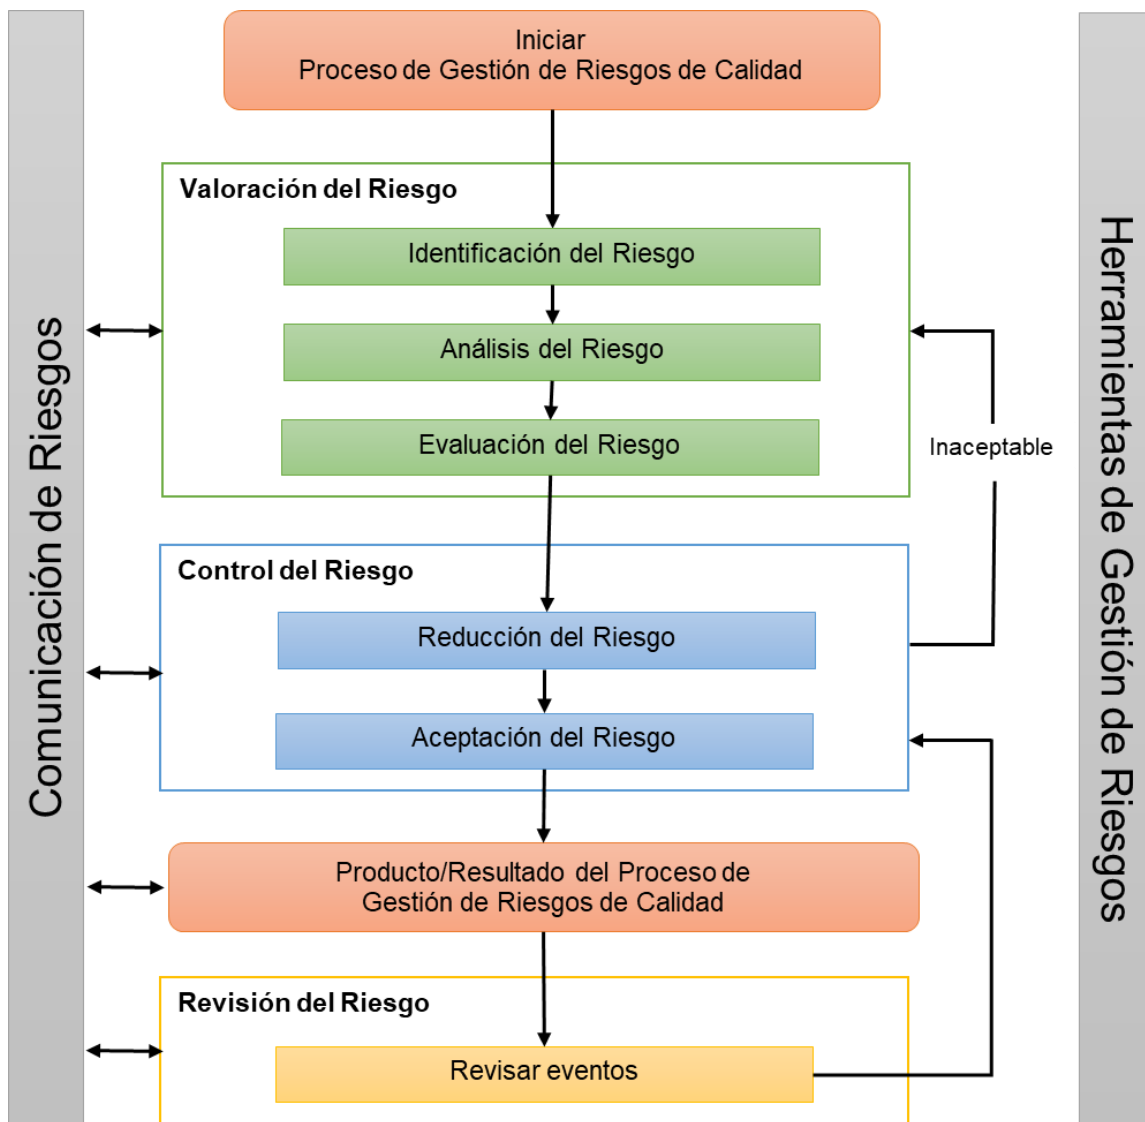 Iniciar
Proceso de Gestión de Riesgos de Calidad
Comunicación de Riesgos
Valoración del Riesgo
Identificación del Riesgo
Análisis del Riesgo
Evaluación del Riesgo
Inaceptable
Control del Riesgo
Reducción del Riesgo
Aceptación del Riesgo
Producto/Resultado del Proceso de
Gestión de Riesgos de Calidad
Revisión del Riesgo
Revisar eventos
Herramientas de Gestión de Riesgos